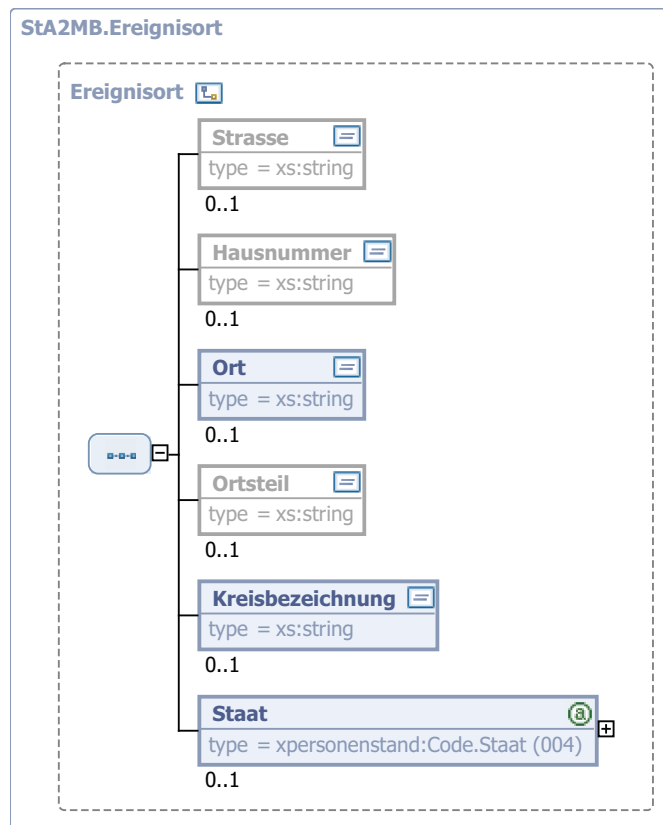 StA2MB.Ereignisort
Ereignisort
Strasse
type = xs:string
0..1
Hausnummer
type = xs:string
0..1
Ort
type = xs:string
0..1
Ortsteil
type = xs:string
0..1
Kreisbezeichnung
type = xs:string
0..1
Staat a
type = xpersonenstand:Code.Staat (004)
0..1